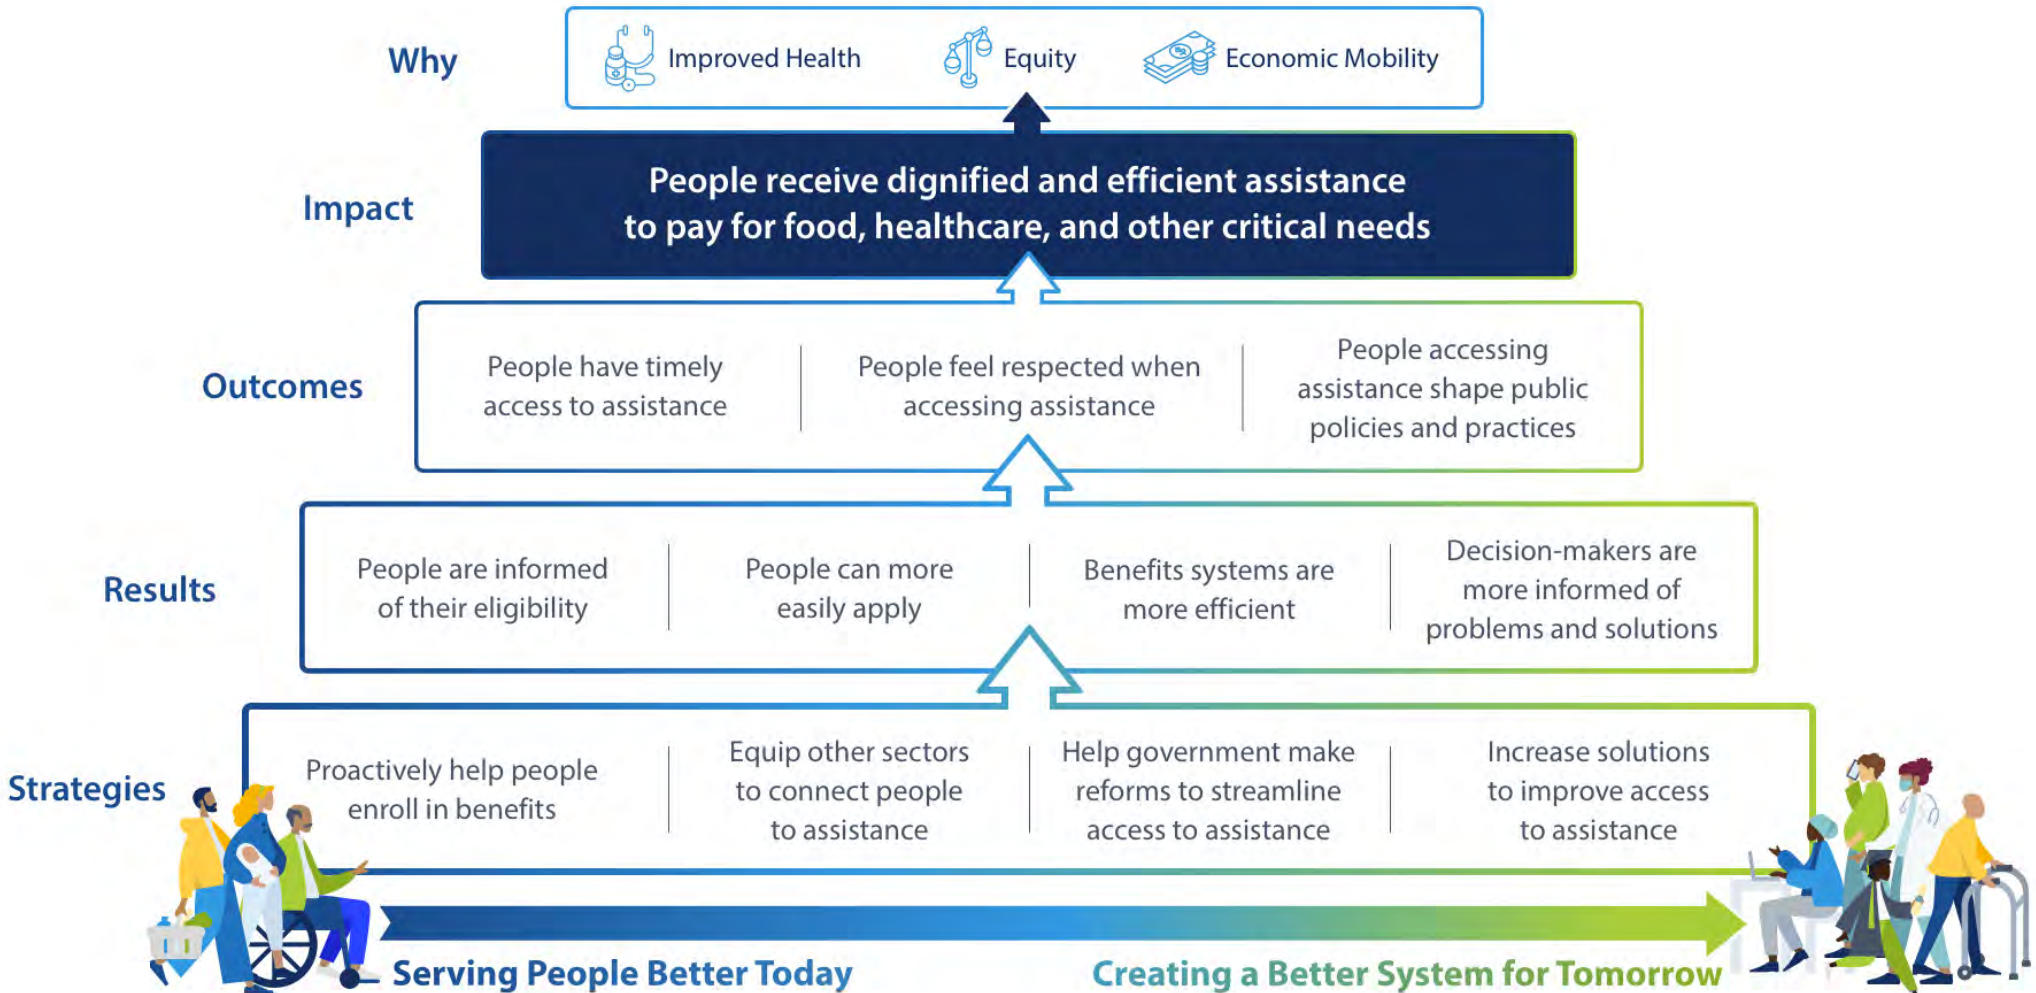 Why
Improved Health
Equity
Economic Mobility
Impact
People receive dignified and efficient assistance
to pay for food, healthcare, and other critical needs
Outcomes
People have timely
access to assistance
People feel respected when
accessing assistance
People accessing
assistance shape public
policies and practices
Results
People are informed
of their eligibility
People can more
easily apply
Benefits systems are
more efficient
Decision-makers are
more informed of
problems and solutions
Strategies
Proactively help people
enroll in benefits
Equip other sectors
to connect people
to assistance
Help government make
reforms to streamline
access to assistance
Increase solutions
to improve access
to assistance
Serving People Better Today
Creating a Better System for Tomorrow